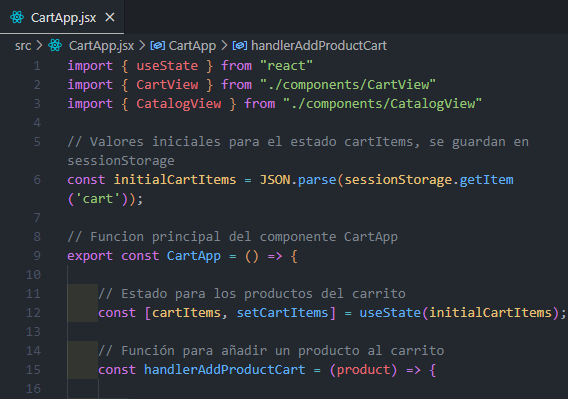 CartApp.jsx ×
src > CartApp.jsx > CartApp > handlerAddProductCart
1 import { useState } from "react"
2 import { CartView } from "./components/CartView"
3 import { CatalogView } from "./components/CatalogView"
4
5 // Valores iniciales para el estado cartItems, se guardan en
sessionStorage
6 const initialCartItems = JSON.parse(sessionStorage.getItem
('cart'));
7
8 // Funcion principal del componente CartApp
9 export const CartApp = () => {
10
11 // Estado para los productos del carrito
12 const [cartItems, setCartItems] = useState(initialCartItems);
13
14 // Función para añadir un producto al carrito
15 const handlerAddProductCart = (product) => {
16